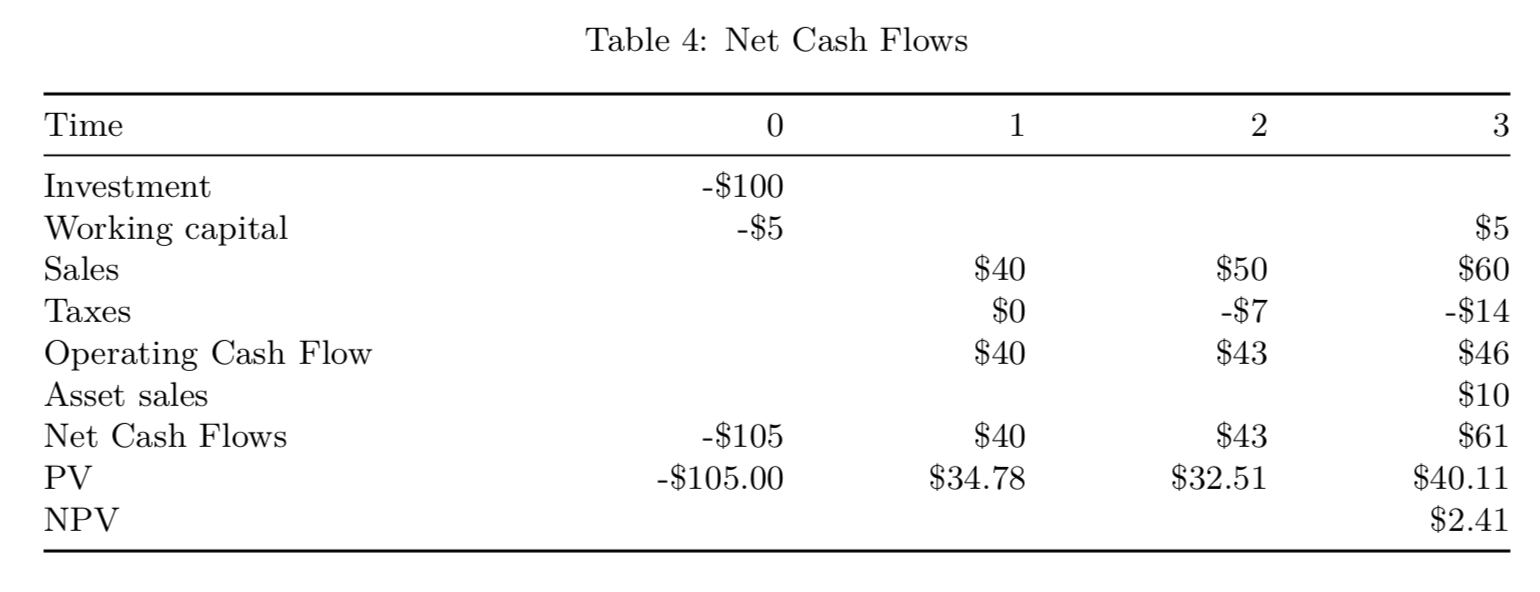 Table 4: Net Cash Flows
Time 0 1 2 3
Investment -$100
Working capital -$5 $5
Sales $40 $50 $60
Taxes $0 -$7 -$14
Operating Cash Flow $40 $43 $46
Asset sales $10
Net Cash Flows -$105 $40 $43 $61
PV -$105.00 $34.78 $32.51 $40.11
NPV $2.41